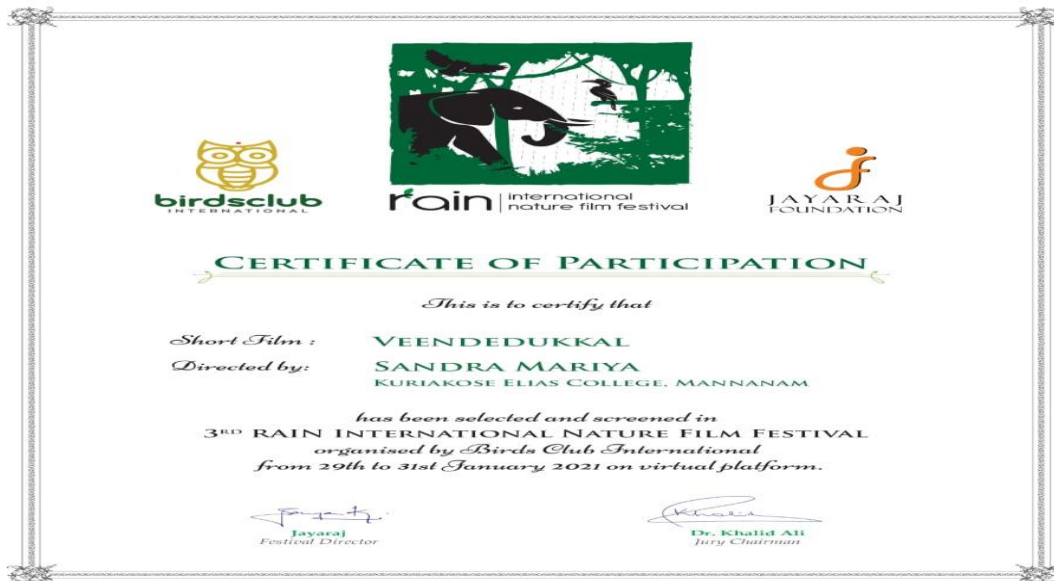 birdsclub
INTERNATIONAL
rain | international
nature film festival
JAYARAJ
FOUNDATION
CERTIFICATE OF PARTICIPATION
This is to certify that
Short Film : VEENDEDUKKAL
Directed by: SANDRA MARIYA
KURIAKOSE ELIAS COLLEGE, MANNANAM
has been selected and screened in
3RD RAIN INTERNATIONAL NATURE FILM FESTIVAL
organised by Birds Club International
from 29th to 31st January 2021 on virtual platform.
Jayaraj
Festival Director
Dr. Khalid Ali
Jury Chairman